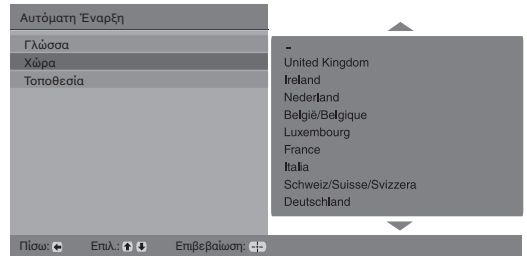 Αυτόματη Έναρξη
Γλώσσα
Χώρα
Τοποθεσία
-
United Kingdom
Ireland
Nederland
België/Belgique
Luxembourg
France
Italia
Schweiz/Suisse/Svizzera
Deutschland
Πίσω: Επιλ.: Επιβεβαίωση: